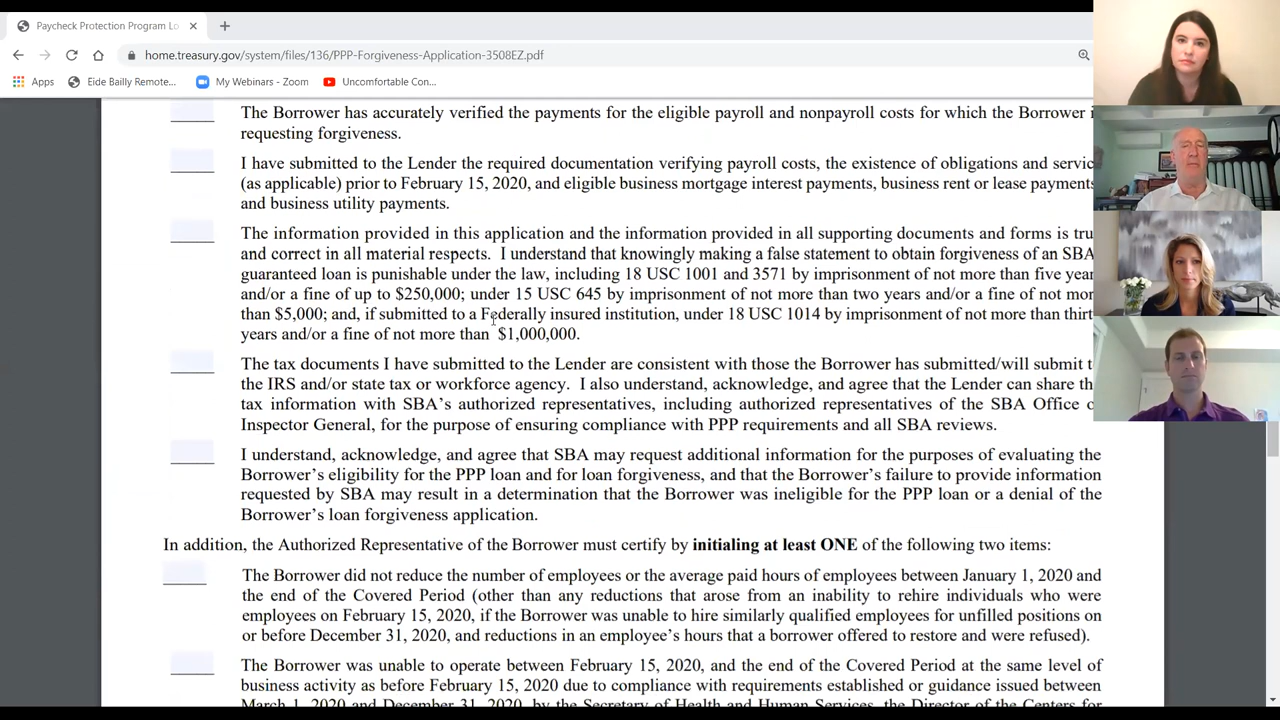 Paycheck Protection Program Lo
home.treasury.gov/system/files/136/PPP-Forgiveness-Application-3508EZ.pdf
Apps
Eide Bailly Remote...
My Webinars - Zoom
Uncomfortable Con...
The Borrower has accurately verified the payments for the eligible payroll and nonpayroll costs for which the Borrower
requesting forgiveness.
I have submitted to the Lender the required documentation verifying payroll costs, the existence of obligations and servic
(as applicable) prior to February 15, 2020, and eligible business mortgage interest payments, business rent or lease payments
and business utility payments.
The information provided in this application and the information provided in all supporting documents and forms is tru
and correct in all material respects. I understand that knowingly making a false statement to obtain forgiveness of an SBA
guaranteed loan is punishable under the law, including 18 USC 1001 and 3571 by imprisonment of not more than five year
and/or a fine of up to $250,000; under 15 USC 645 by imprisonment of not more than two years and/or a fine of not mor
than $5,000; and, if submitted to a Federally insured institution, under 18 USC 1014 by imprisonment of not more than thirt
years and/or a fine of not more than $1,000,000.
The tax documents I have submitted to the Lender are consistent with those the Borrower has submitted/will submit t
the IRS and/or state tax or workforce agency. I also understand, acknowledge, and agree that the Lender can share th
tax information with SBA's authorized representatives, including authorized representatives of the SBA Office o
Inspector General, for the purpose of ensuring compliance with PPP requirements and all SBA reviews.
I understand, acknowledge, and agree that SBA may request additional information for the purposes of evaluating the
Borrower's eligibility for the PPP loan and for loan forgiveness, and that the Borrower's failure to provide information
requested by SBA may result in a determination that the Borrower was ineligible for the PPP loan or a denial of the
Borrower's loan forgiveness application.
In addition, the Authorized Representative of the Borrower must certify by initialing at least ONE of the following two items:
The Borrower did not reduce the number of employees or the average paid hours of employees between January 1, 2020 and
the end of the Covered Period (other than any reductions that arose from an inability to rehire individuals who were
employees on February 15, 2020, if the Borrower was unable to hire similarly qualified employees for unfilled positions on
or before December 31, 2020, and reductions in an employee's hours that a borrower offered to restore and were refused).
The Borrower was unable to operate between February 15, 2020, and the end of the Covered Period at the same level of
business activity as before February 15, 2020 due to compliance with requirements established or guidance issued between
March 1, 2020 and December 31, 2020, by the Secretary of Health and Human Services, the Director of the Centers for